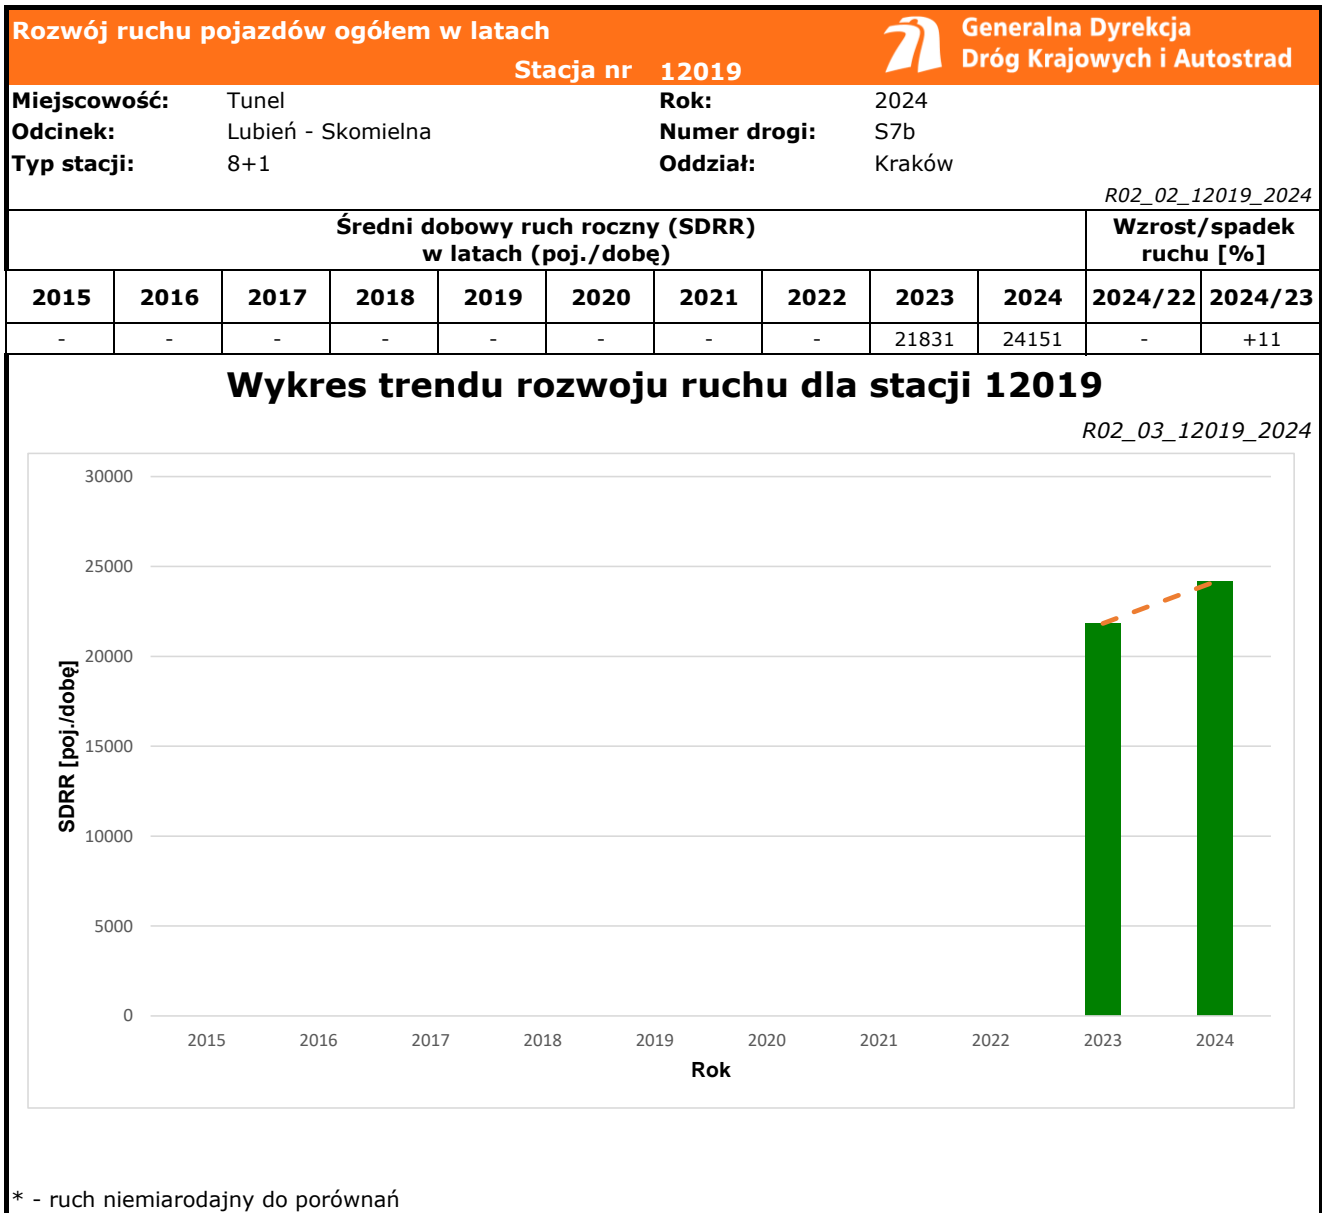 Rozwój ruchu pojazdów ogółem w latach
Stacja nr 12019
Generalna Dyrekcja
Dróg Krajowych i Autostrad
Miejscowość: Tunel Rok: 2024
Odcinek: Lubień - Skomielna Numer drogi: S7b
Typ stacji: 8+1 Oddział: Kraków
R02_02_12019_2024
Średni dobowy ruch roczny (SDRR)
w latach (poj./dobę)
Wzrost/spadek
ruchu [%]
2015 2016 2017 2018 2019 2020 2021 2022 2023 2024 2024/22 2024/23
- - - - - - - - 21831 24151 - +11
Wykres trendu rozwoju ruchu dla stacji 12019
R02_03_12019_2024
30000
25000
20000
15000
10000
5000
0
SDRR [poj./dobę]
2015 2016 2017 2018 2019 2020 2021 2022 2023 2024
Rok
* - ruch niemiarodajny do porównań